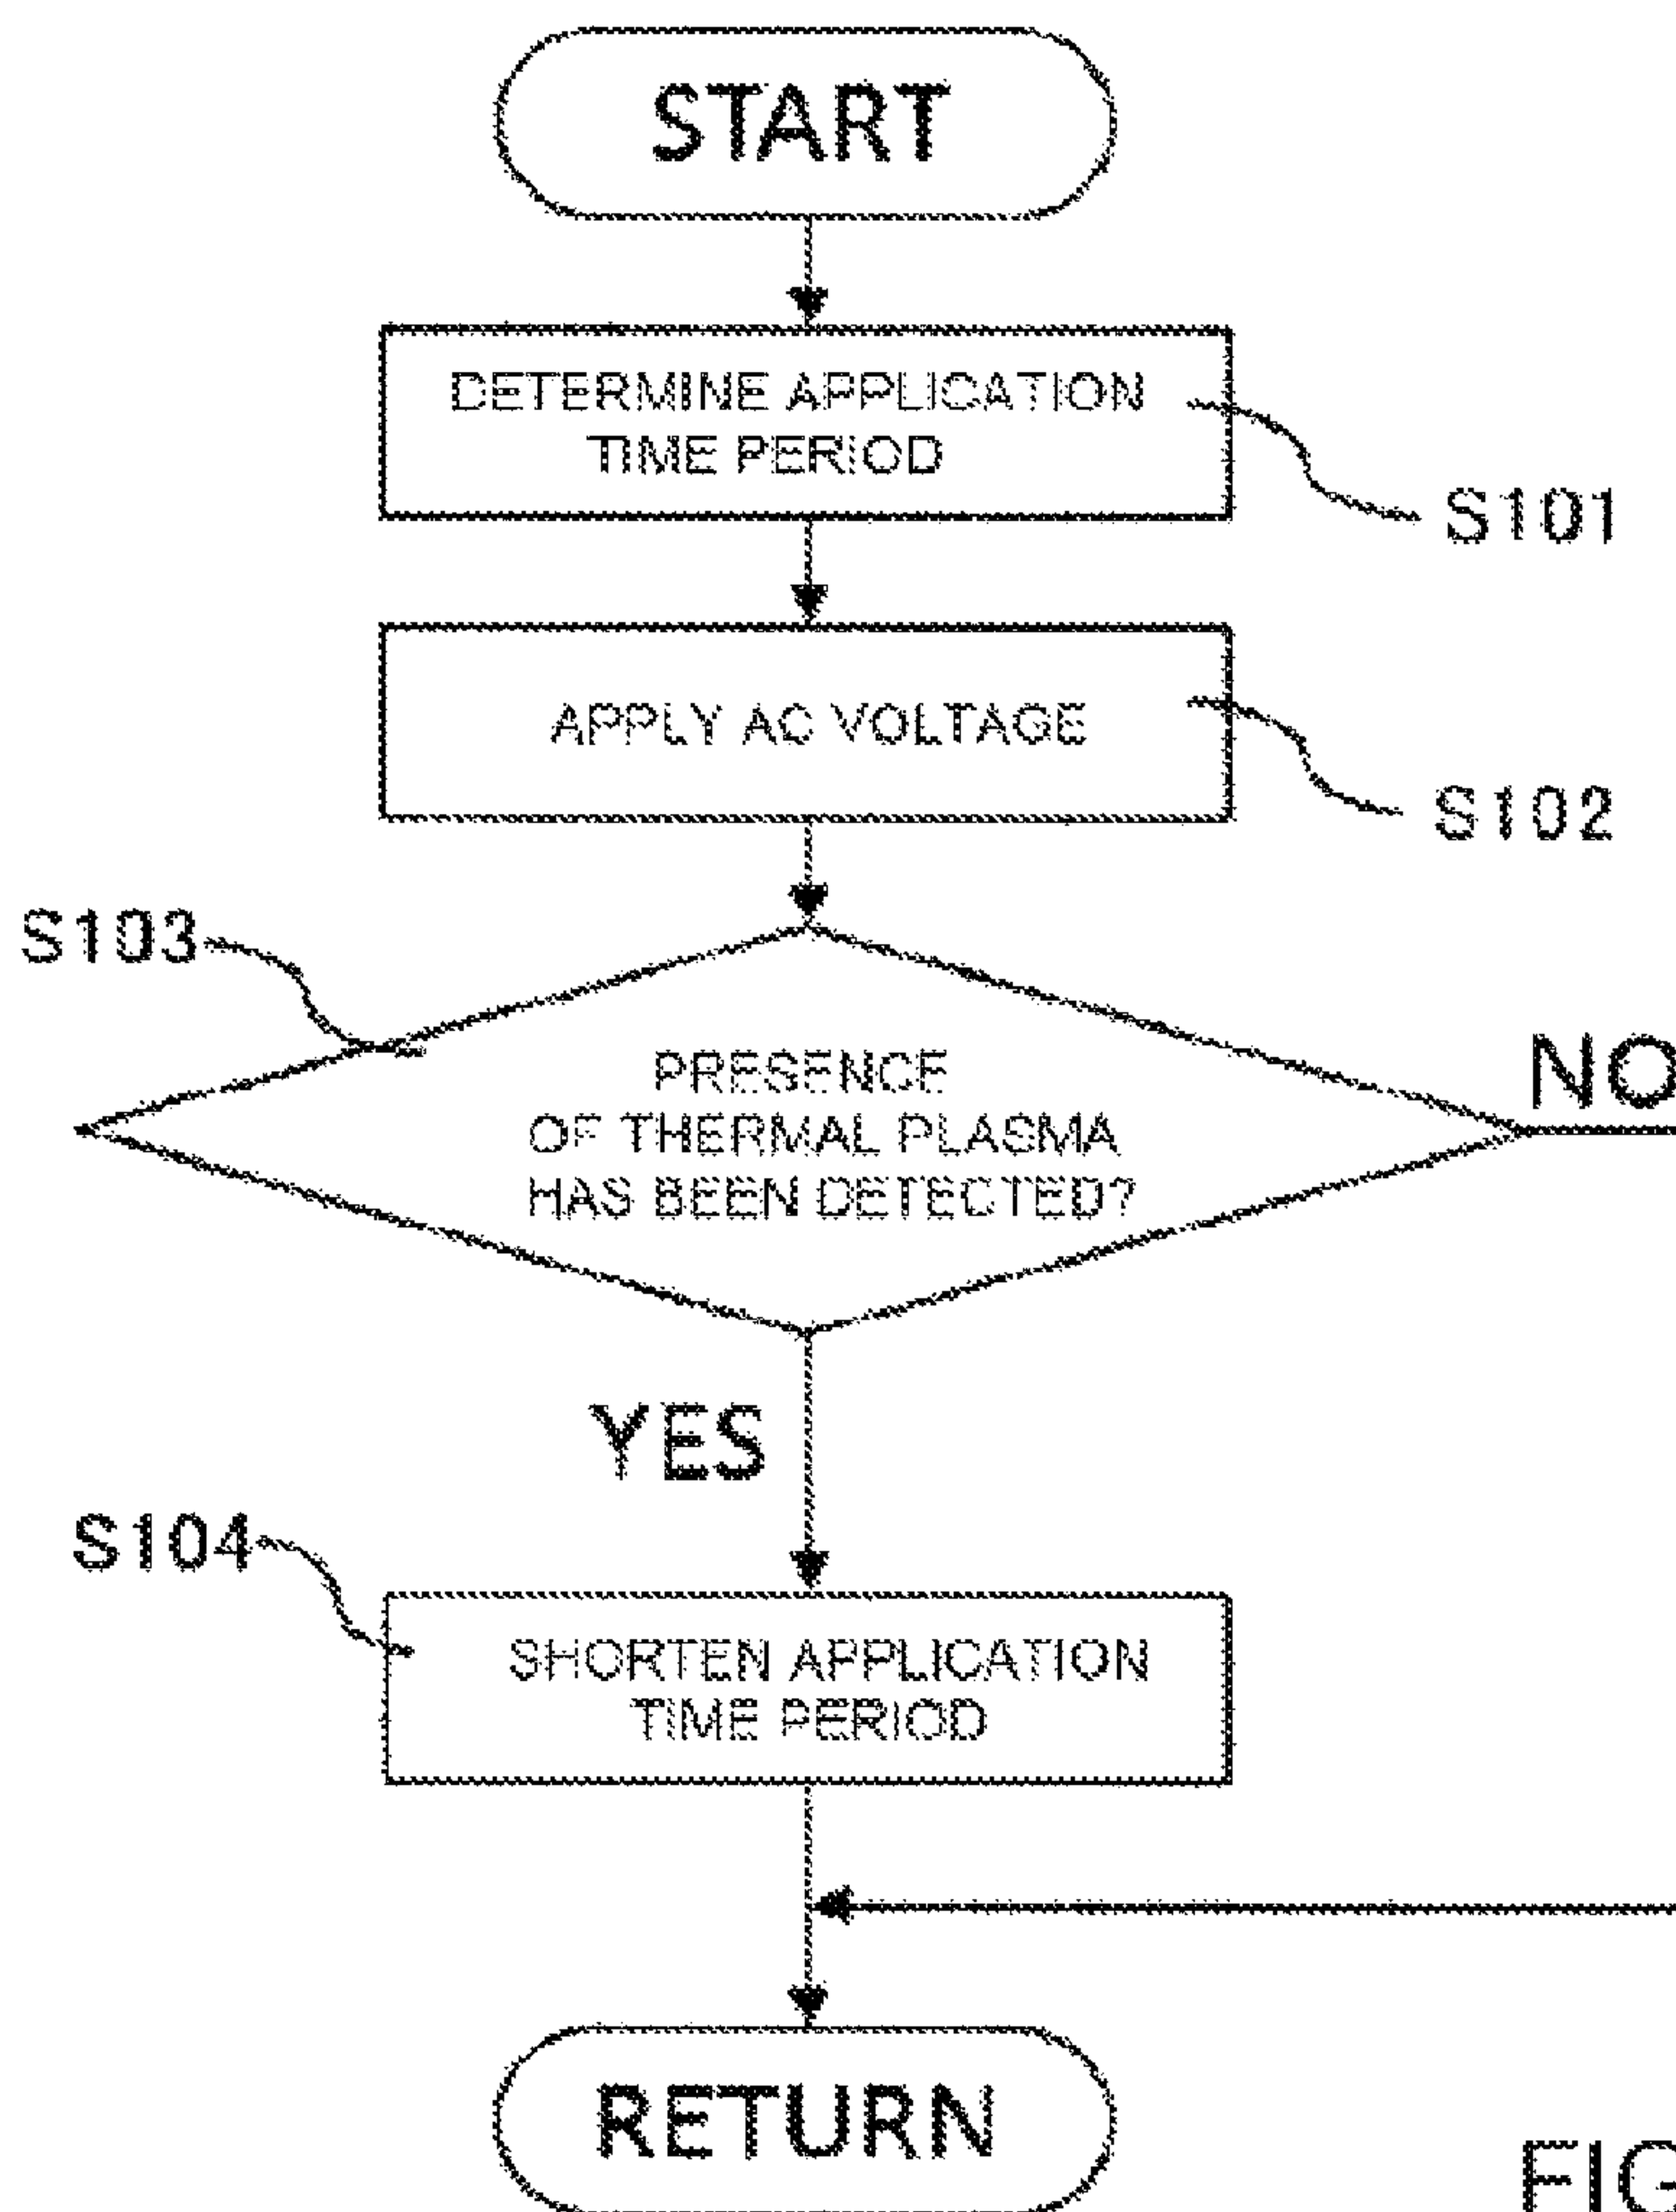 START
DETERMINE APPLICATION
TIME PERIOD
S101
APPLY AC VOLTAGE
S102
S103
PRESENCE
OF THERMAL PLASMA
HAS BEEN DETECTED?
NO
YES
S104
SHORTEN APPLICATION
TIME PERIOD
RETURN
FIG